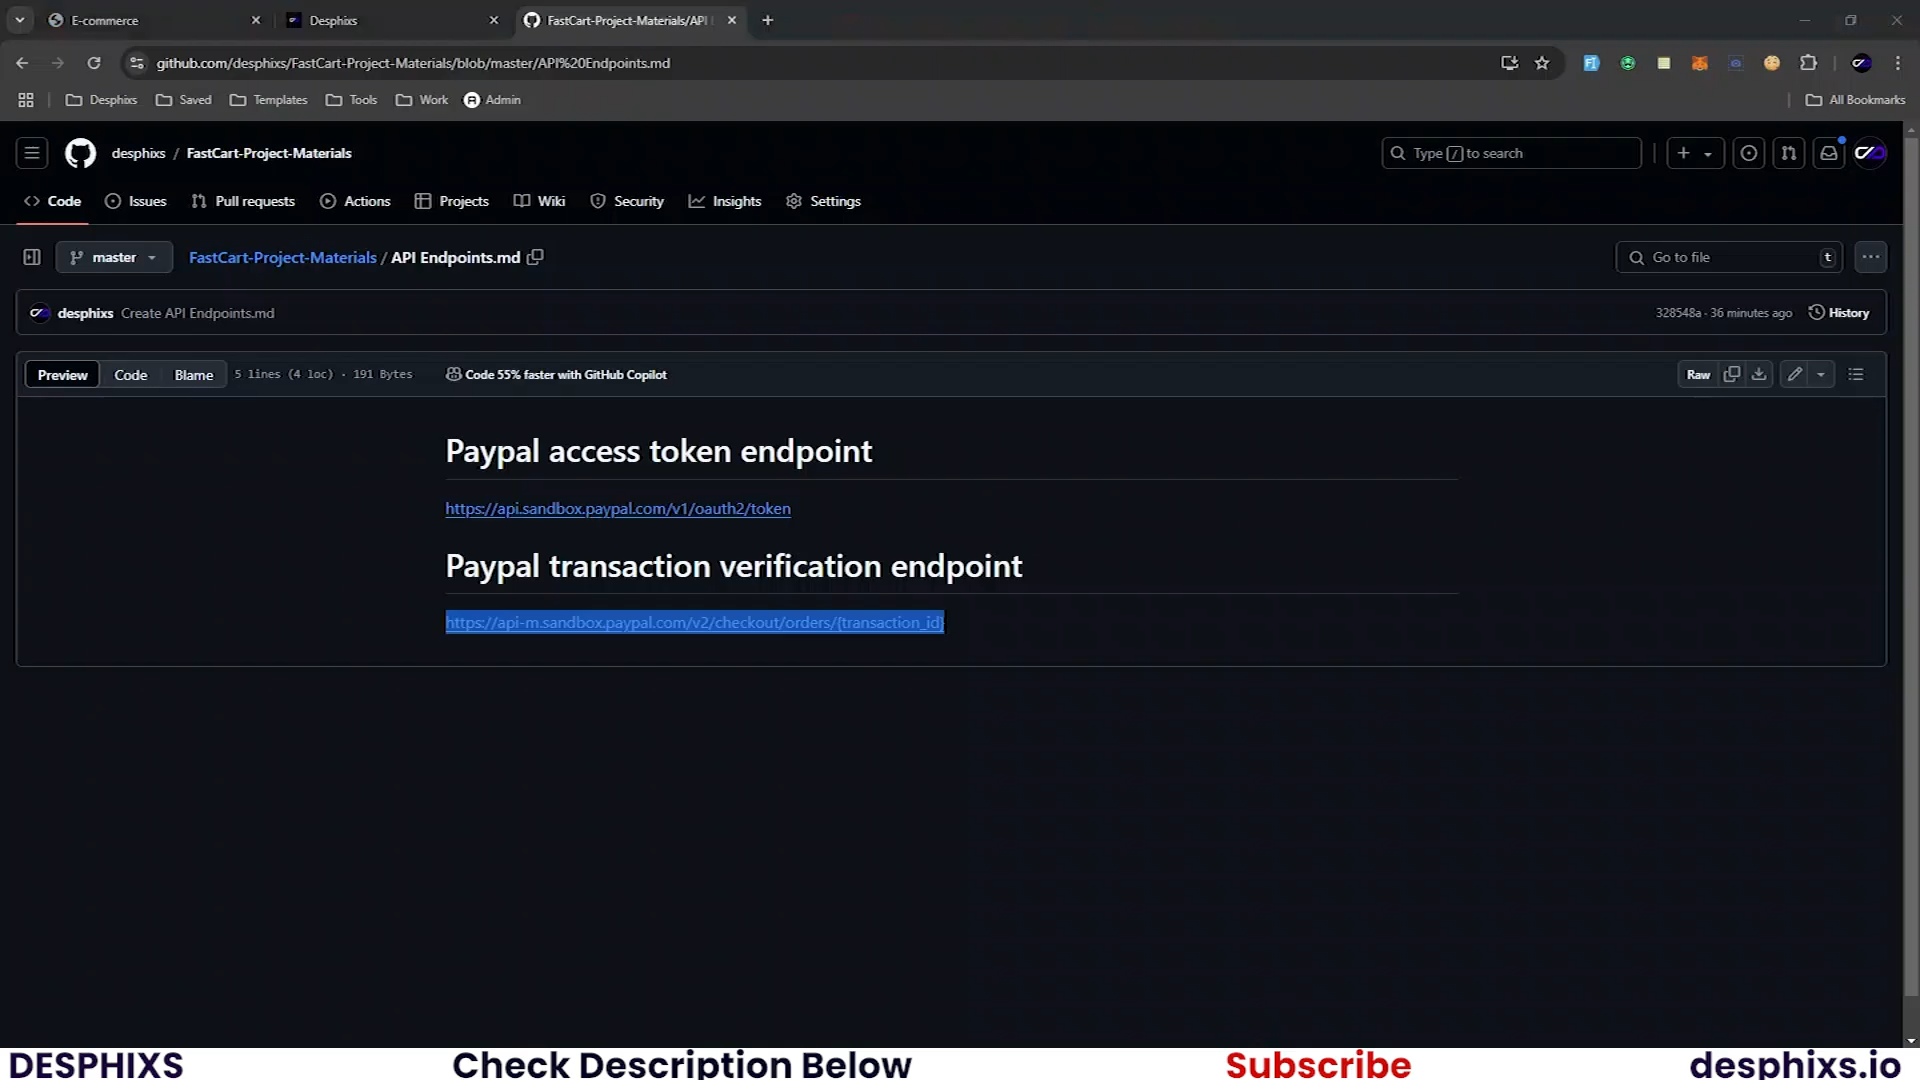 E-commerce
Desphixs
FastCart-Project-Materials/API
github.com/desphixs/FastCart-Project-Materials/blob/master/API%20Endpoints.md
Desphixs
Saved
Templates
Tools
Work
Admin
All Bookmarks
desphixs / FastCart-Project-Materials
Type / to search
Code
Issues
Pull requests
Actions
Projects
Wiki
Security
Insights
Settings
master
FastCart-Project-Materials / API Endpoints.md
Go to file
t
desphixs Create API Endpoints.md
328548a · 36 minutes ago
History
Preview
Code
Blame
5 lines (4 loc) · 191 Bytes
Code 55% faster with GitHub Copilot
Raw
Paypal access token endpoint
https://api.sandbox.paypal.com/v1/oauth2/token
Paypal transaction verification endpoint
https://api-m.sandbox.paypal.com/v2/checkout/orders/{transaction_id}
DESPHIXS
Check Description Below
Subscribe
desphixs.io